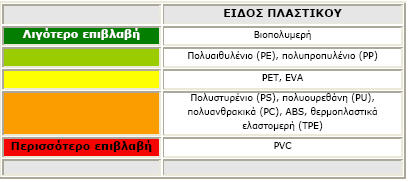 ΕΙΔΟΣ ΠΛΑΣΤΙΚΟΥ
Λιγότερο επιβλαβή
Βιοπολυμερή
Πολυαιθυλένιο (PE), πολυπροπυλένιο (PP)
PET, EVA
Πολυστυρένιο (PS), πολυουρεθάνη (PU),
πολυανθρακικά (PC), ABS, θερμοπλαστικά
ελαστομερή (TPE)
Περισσότερο επιβλαβή
PVC